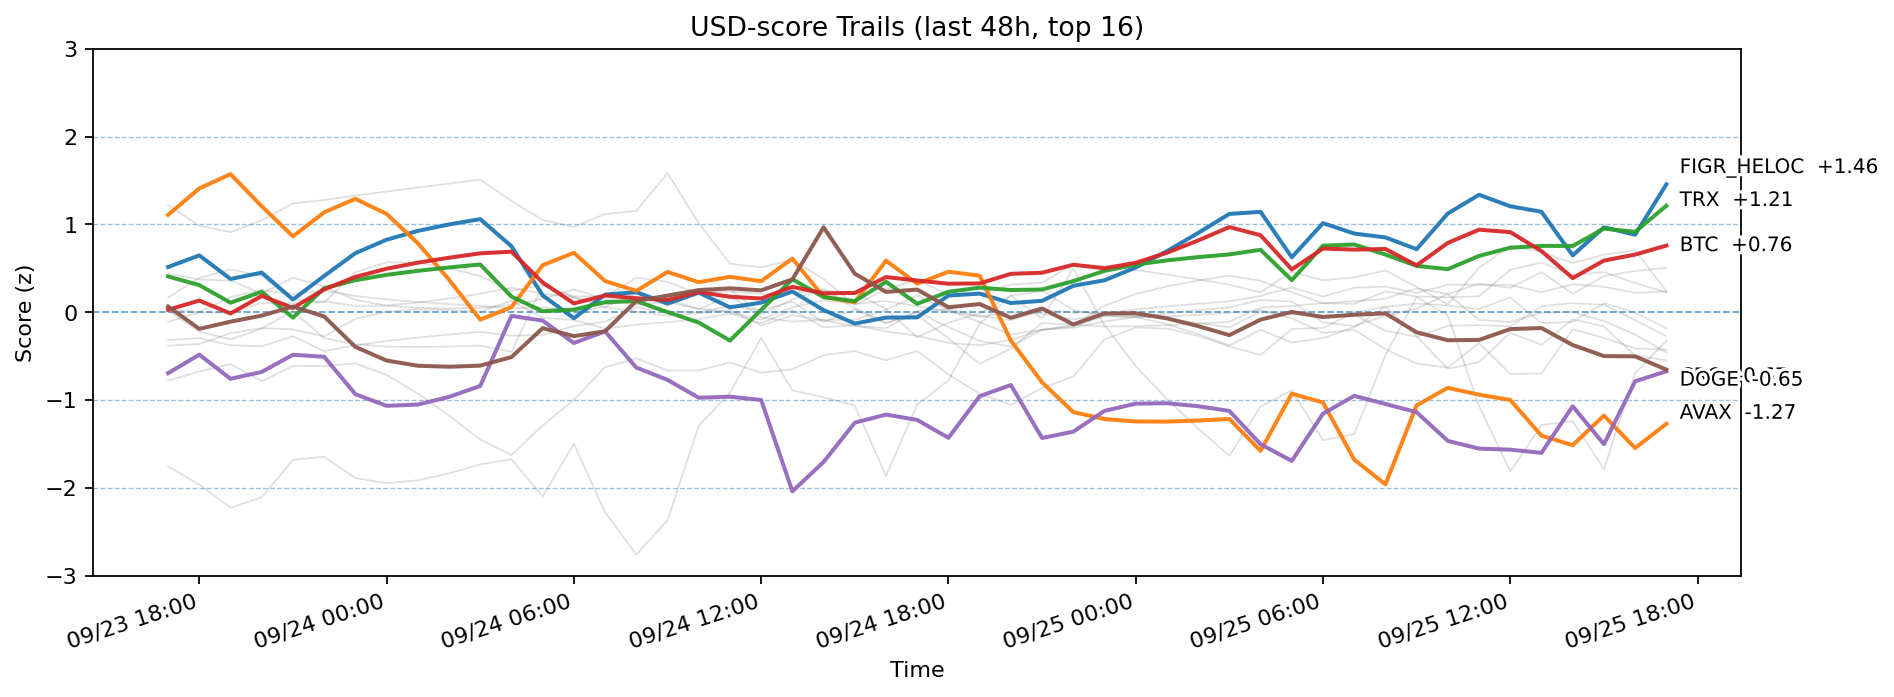 USD-score Trails (last 48h, top 16)
3
2
1
0
−1
−2
−3
Score (z)
FIGR_HELOC +1.46
TRX +1.21
BTC +0.76
DOGE -0.65
AVAX -1.27
09/23 18:00
09/24 00:00
09/24 06:00
09/24 12:00
09/24 18:00
09/25 00:00
09/25 06:00
09/25 12:00
09/25 18:00
Time